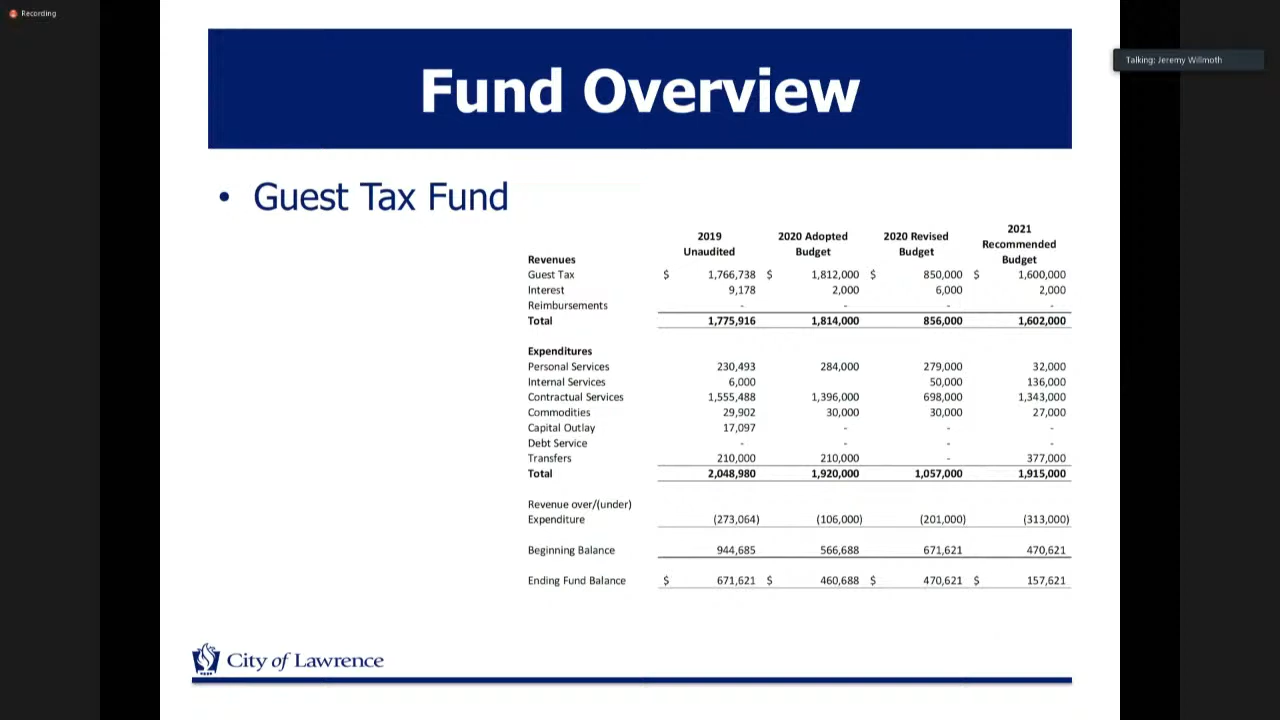 Recording
Talking: Jeremy Willmoth
Fund Overview
• Guest Tax Fund
2019 Unaudited 2020 Adopted Budget 2020 Revised Budget 2021 Recommended Budget
Revenues
Guest Tax $ 1,766,738 $ 1,812,000 $ 850,000 $ 1,600,000
Interest 9,178 2,000 6,000 2,000
Reimbursements - - - -
Total 1,775,916 1,814,000 856,000 1,602,000
Expenditures
Personal Services 230,493 284,000 279,000 32,000
Internal Services 6,000 50,000 136,000
Contractual Services 1,555,488 1,396,000 698,000 1,343,000
Commodities 29,902 30,000 30,000 27,000
Capital Outlay 17,097 - - -
Debt Service - - - -
Transfers 210,000 210,000 - 377,000
Total 2,048,980 1,920,000 1,057,000 1,915,000
Revenue over/(under)
Expenditure (273,064) (106,000) (201,000) (313,000)
Beginning Balance 944,685 566,688 671,621 470,621
Ending Fund Balance $ 671,621 $ 460,688 $ 470,621 $ 157,621
City of Lawrence